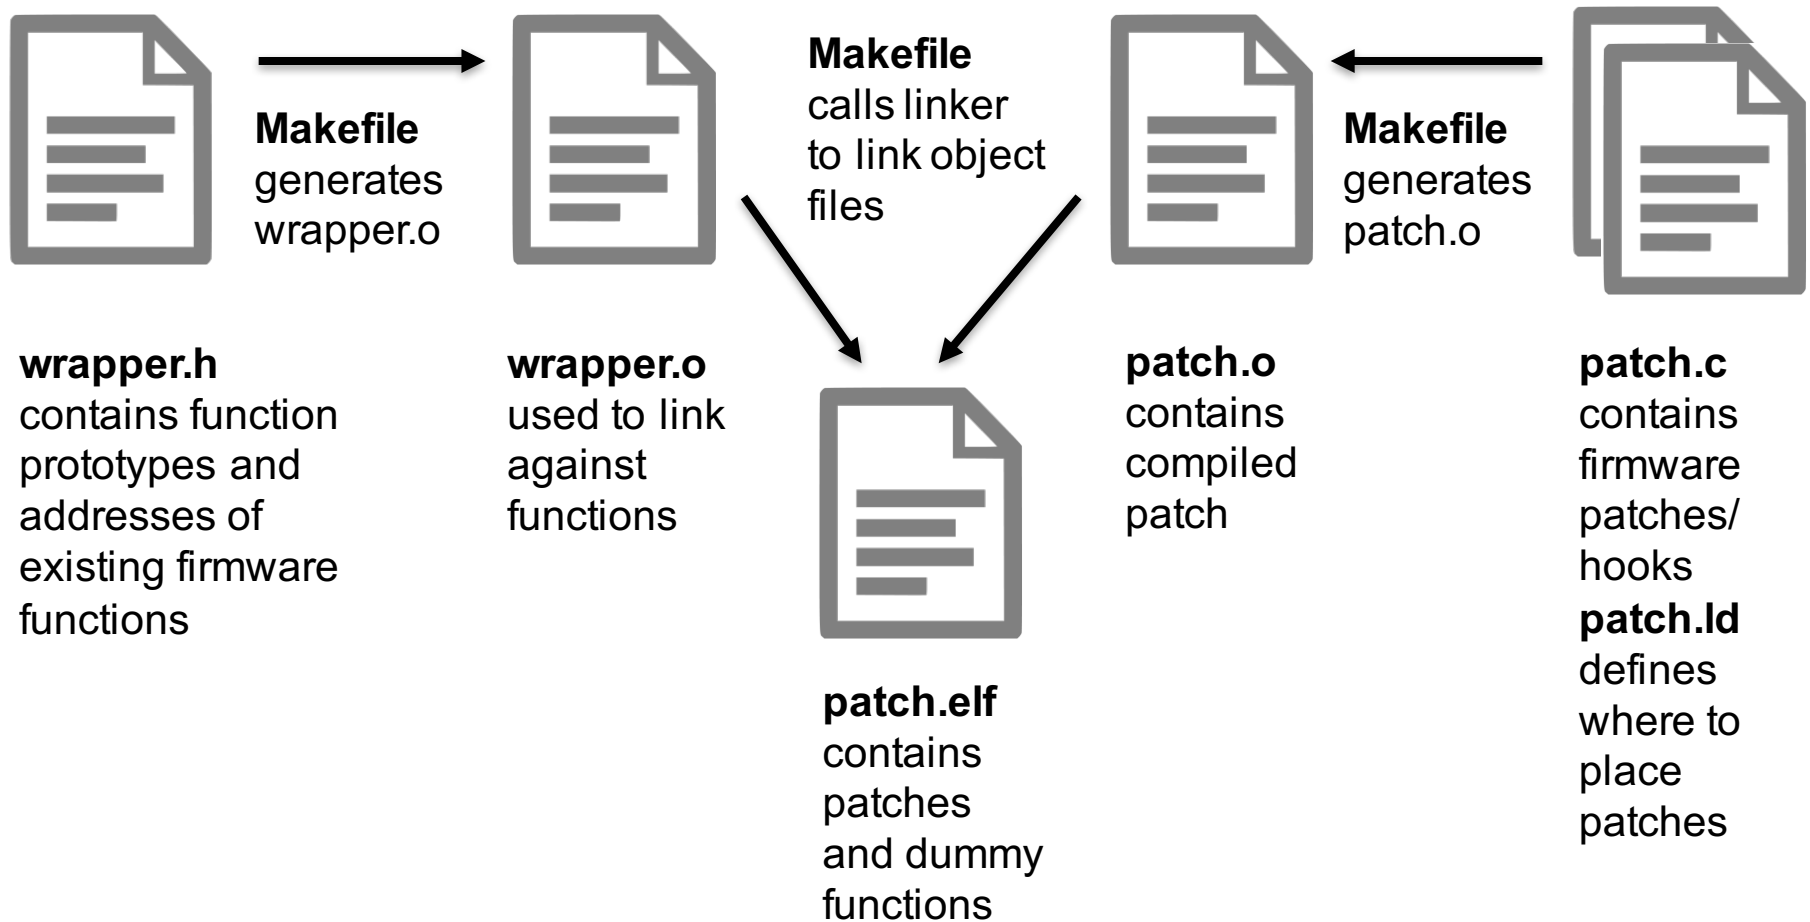 Makefile
generates
wrapper.o
Makefile
calls linker
to link object
files
Makefile
generates
patch.o
wrapper.h
contains function
prototypes and
addresses of
existing firmware
functions
wrapper.o
used to link
against
functions
patch.o
contains
compiled
patch
patch.c
contains
firmware
patches/
hooks
patch.ld
defines
where to
place
patches
patch.elf
contains
patches
and dummy
functions